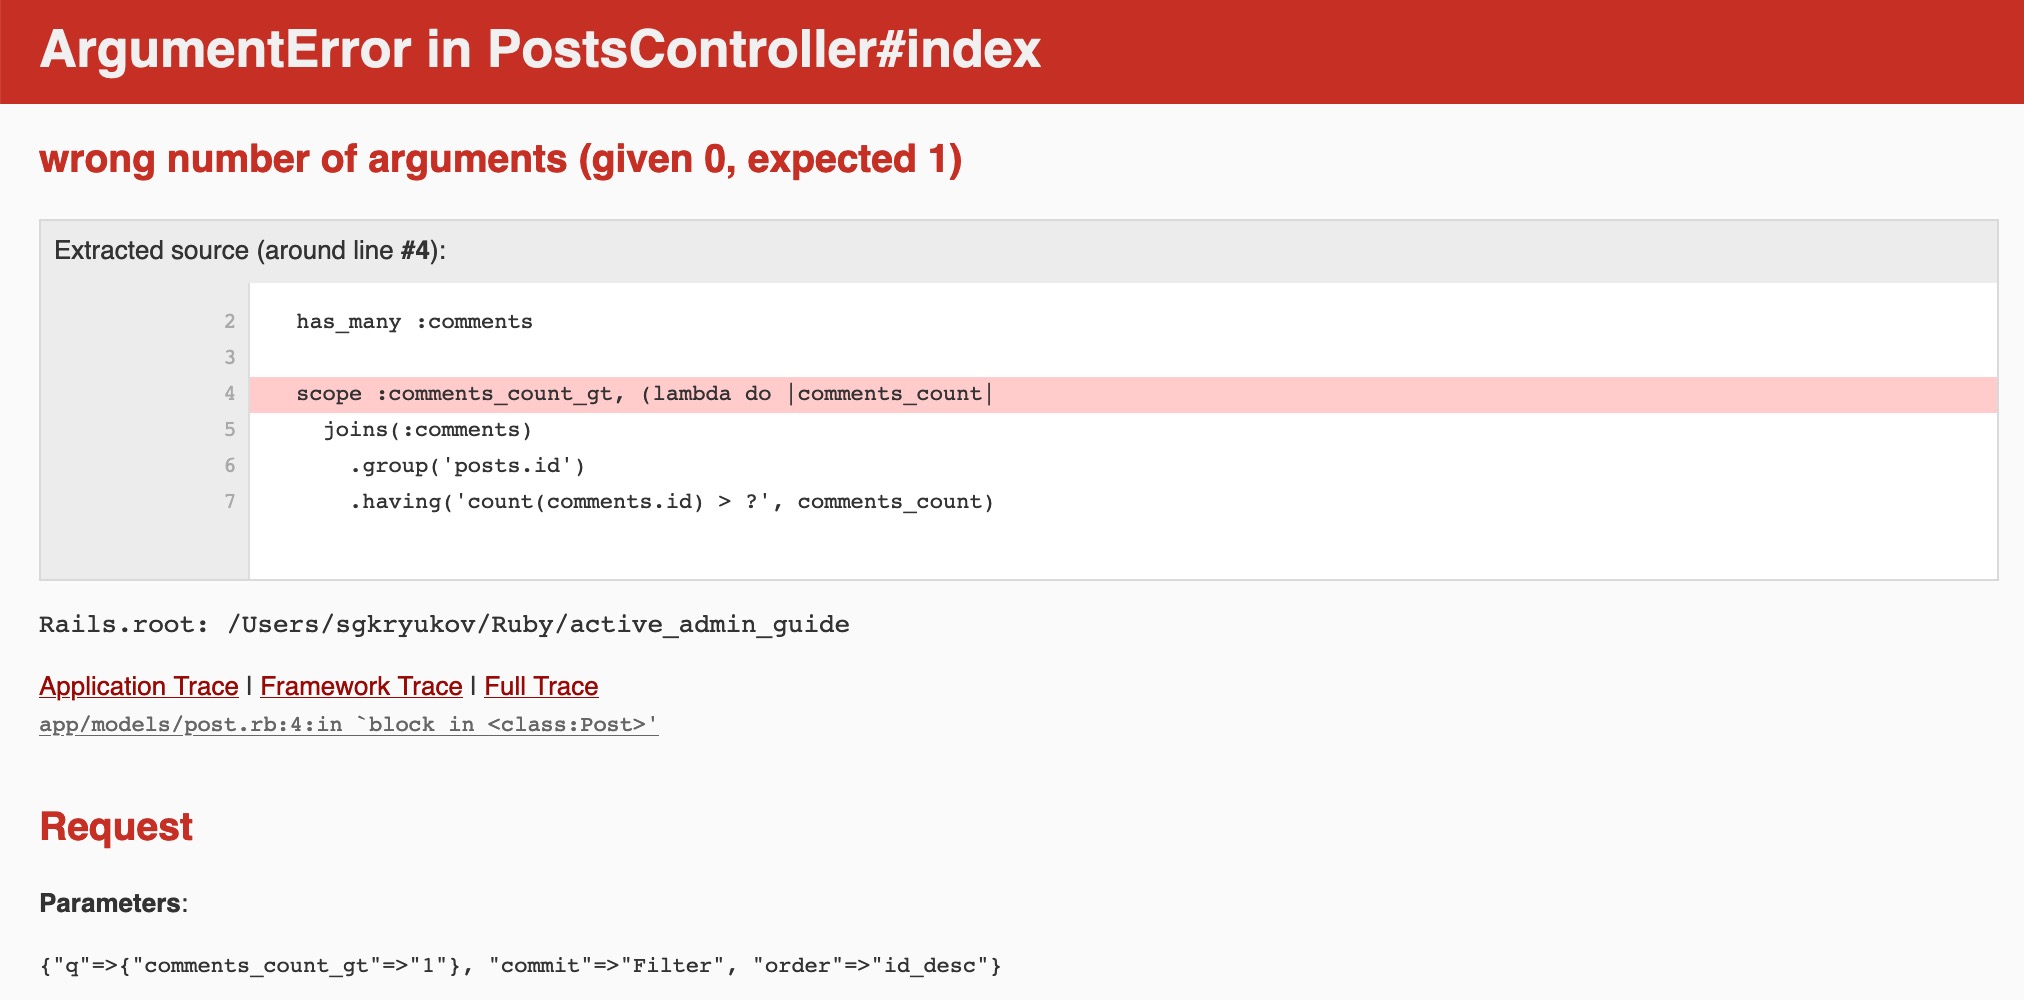 ArgumentError in PostsController#index
wrong number of arguments (given 0, expected 1)
Extracted source (around line #4):
2 has_many :comments
3
4 scope :comments_count_gt, (lambda do |comments_count|
5 joins(:comments)
6 .group('posts.id')
7 .having('count(comments.id) > ?', comments_count)
Rails.root: /Users/sgkryukov/Ruby/active_admin_guide
Application Trace | Framework Trace | Full Trace
app/models/post.rb:4:in `block in <class:Post>'
Request
Parameters:
{"q"=>{"comments_count_gt"=>"1"}, "commit"=>"Filter", "order"=>"id_desc"}